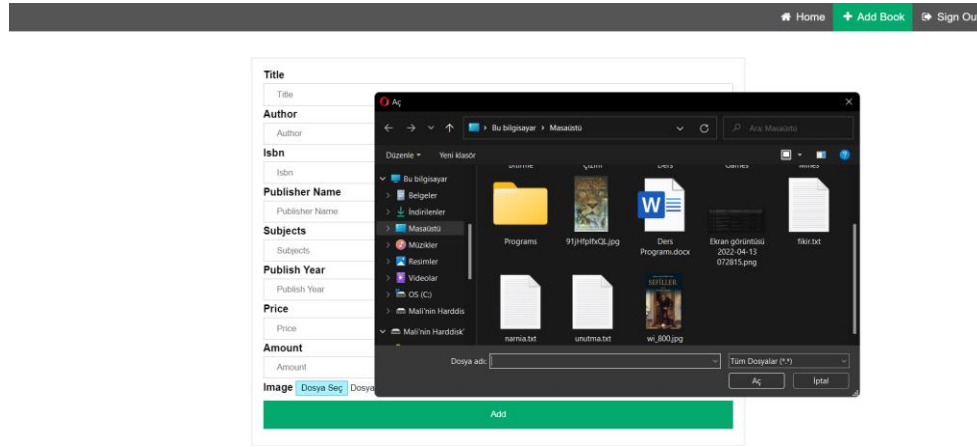 Home Add Book Sign Ou
Title
Title
Author
Author
Isbn
Isbn
Publisher Name
Publisher Name
Subjects
Subjects
Publish Year
Publish Year
Price
Price
Amount
Amount
Image Dosya Seç Dosya
Add
Aç
Bu bilgisayar Masaüstü
Ara: Masaüstü
Düzenle Yeni klasör
Bu bilgisayar
Belgeler
İndirilenler
Masaüstü
Müzikler
Resimler
Videolar
OS (C:)
Mali'nin Harddis
Mali'nin Harddisk'
Programs
91jHfplfxQL.jpg
Ders
Programı.docx
Ekran görüntüsü
2022-04-13
072815.png
fikir.txt
narnia.txt
unutma.txt
SEFİLLER
wi_800.jpg
Dosya adı:
Tüm Dosyalar (*.*)
Aç İptal